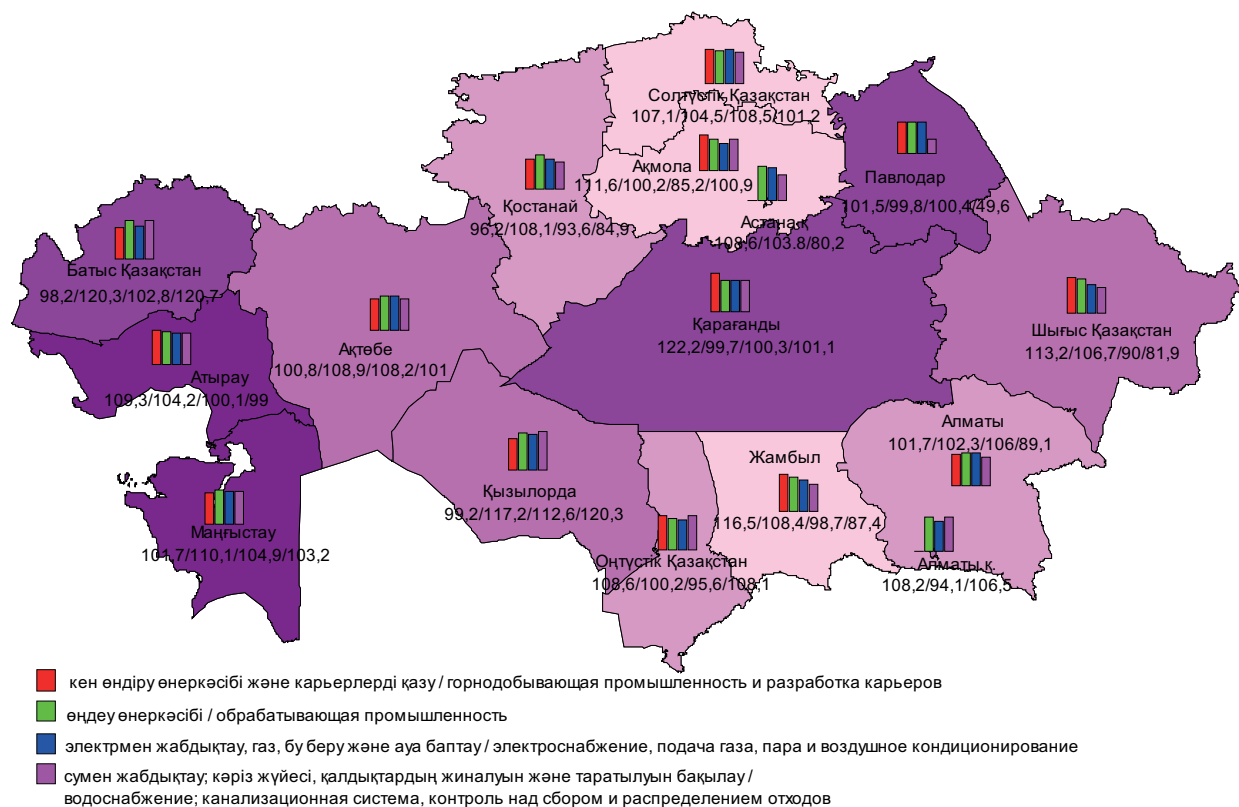 Солтүстік Қазақстан
107,1/104,5/108,5/101,2
Ақмола
111,6/100,2/85,2/100,9
Павлодар
101,5/99,8/100,4/49,6
Қостанай
96,2/108,1/93,6/84,9
Астана қ.
108,6/103.8/80,2
Батыс Қазақстан
98,2/120,3/102,8/120,7
Қарағанды
122,2/99,7/100,3/101,1
Шығыс Қазақстан
113,2/106,7/90/81,9
Ақтөбе
100,8/108,9/108,2/101
Атырау
109,3/104,2/100,1/99
Алматы
101,7/102,3/106/89,1
Жамбыл
116,5/108,4/98,7/87,4
Қызылорда
99,2/117,2/112,6/120,3
Маңғыстау
101,7/110,1/104,9/103,2
Оңтүстік Қазақстан
108,6/100,2/95,6/108,1
Алматы қ.
108,2/94,1/106,5
кен өндіру өнеркәсібі және карьерлерді қазу / горнодобывающая промышленность и разработка карьеров
өңдеу өнеркәсібі / обрабатывающая промышленность
электрмен жабдықтау, газ, бу беру және ауа баптау / электроснабжение, подача газа, пара и воздушное кондиционирование
сумен жабдықтау; кәріз жүйесі, қалдықтардың жиналуын және таратылуын бақылау /
водоснабжение; канализационная система, контроль над сбором и распределением отходов